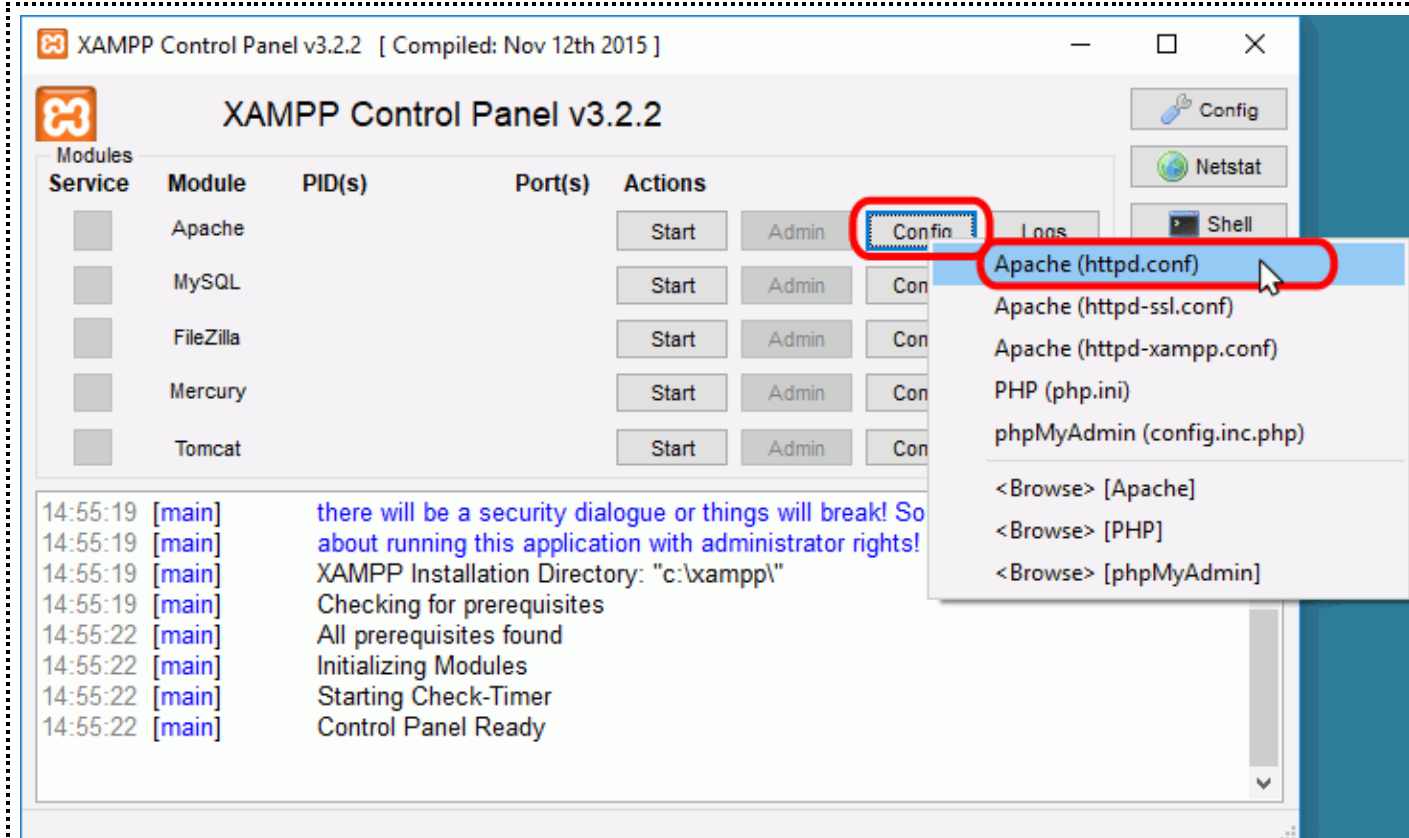 XAMPP Control Panel v3.2.2 [ Compiled: Nov 12th 2015 ]
XAMPP Control Panel v3.2.2
Config
Modules
Netstat
Service Module PID(s) Port(s) Actions
Shell
Apache Start Admin Config Logs
MySQL Start Admin Con
FileZilla Start Admin Con
Mercury Start Admin Con
Tomcat Start Admin Con
Apache (httpd.conf)
Apache (httpd-ssl.conf)
Apache (httpd-xampp.conf)
PHP (php.ini)
phpMyAdmin (config.inc.php)
<Browse> [Apache]
<Browse> [PHP]
<Browse> [phpMyAdmin]
14:55:19 [main] there will be a security dialogue or things will break! So
14:55:19 [main] about running this application with administrator rights!
14:55:19 [main] XAMPP Installation Directory: "c:\xampp\"
14:55:19 [main] Checking for prerequisites
14:55:22 [main] All prerequisites found
14:55:22 [main] Initializing Modules
14:55:22 [main] Starting Check-Timer
14:55:22 [main] Control Panel Ready